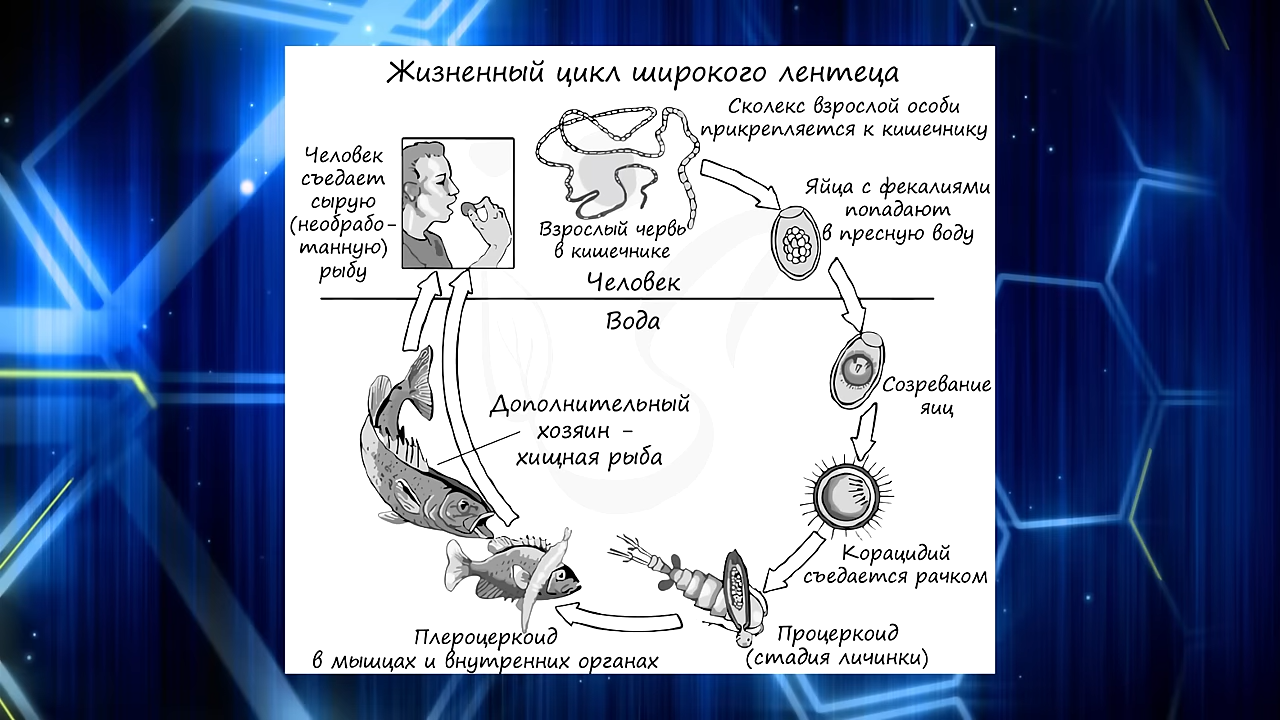 Жизненный цикл широкого лентеца
Сколекс взрослой особи
прикрепляется к кишечнику
Человек
съедает
сырую
(необрабо-
танную)
рыбу
Взрослый червь
в кишечнике
Яйца с фекалиями
попадают
в пресную воду
Человек
Вода
Созревание
яиц
Дополнительный
хозяин -
хищная рыба
Корацидий
съедается рачком
Процеркоид
(стадия личинки)
Плероцеркоид
в мышцах и внутренних органах